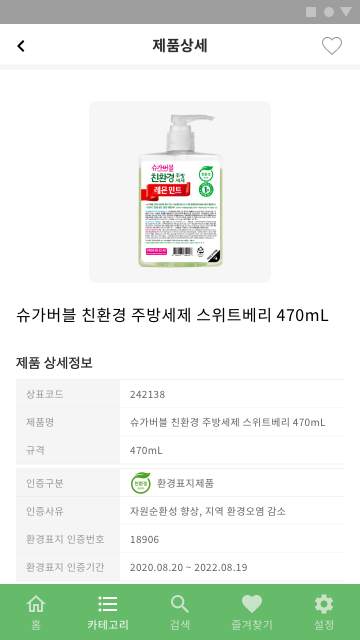 제품상세
슈가버블
친환경 주방세제
레몬 민트
슈가버블 친환경 주방세제 스위트베리 470mL
제품 상세정보
상표코드 242138
제품명 슈가버블 친환경 주방세제 스위트베리 470mL
규격 470mL
인증구분 친환경 환경표지제품
인증사유 자원순환성 향상, 지역 환경오염 감소
환경표지 인증번호 18906
환경표지 인증기간 2020.08.20 ~ 2022.08.19
홈 카테고리 검색 즐겨찾기 설정